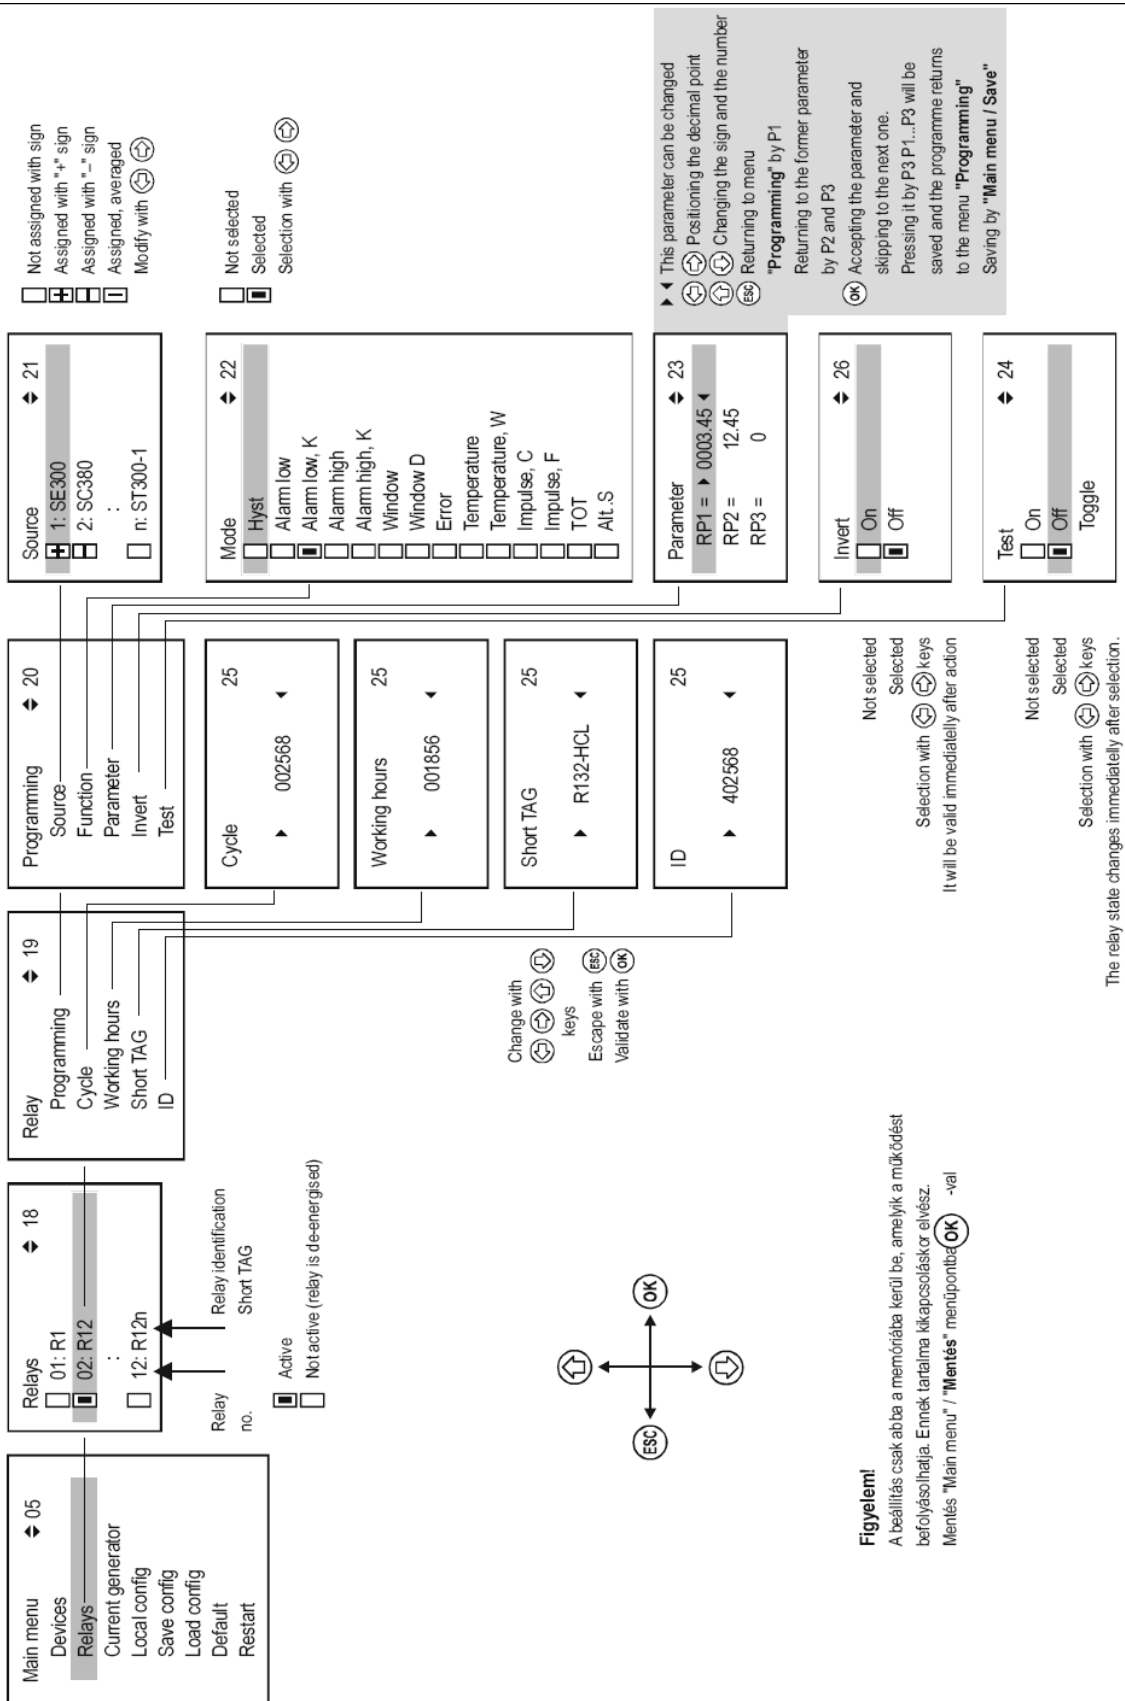 Main menu 05
Devices
Relays
Current generator
Local config
Save config
Load config
Default
Restart
Relays 18
01: R1
02: R12
:
12: R12n
Relay no.
Relay identification
Short TAG
Active
Not active (relay is de-energised)
Relay 19
Programming
Cycle
Working hours
Short TAG
ID
Programming 20
Source
Function
Parameter
Invert
Test
Cycle 25
002568
Working hours 25
001856
Short TAG 25
R132-HCL
ID 25
402568
Change with
keys
Escape with ESC
Validate with OK
Source 21
1: SE300
2: SC380
:
n: ST300-1
Not assigned with sign
Assigned with "+" sign
Assigned with "–" sign
Assigned, averaged
Modify with
Mode 22
Hyst
Alarm low
Alarm low, K
Alarm high
Alarm high, K
Window
Window D
Error
Temperature
Temperature, W
Impulse, C
Impulse, F
TOT
Alt..S
Not selected
Selected
Selection with
Parameter 23
RP1 = 0003.45
RP2 = 12.45
RP3 = 0
This parameter can be changed
Positioning the decimal point
Changing the sign and the number
ESC Returning to menu
"Programming" by P1
Returning to the former parameter
by P2 and P3
OK Accepting the parameter and
skipping to the next one.
Pressing it by P3 P1...P3 will be
saved and the programme returns
to the menu "Programming"
Saving by "Main menu / Save"
Invert 26
On
Off
Not selected
Selected
Selection with keys
It will be valid immediatelly after action
Test 24
On
Off
Toggle
Not selected
Selected
Selection with keys
The relay state changes immediatelly after selection.
ESC
OK
Figyelem!
A beállítás csak abba a memóriába kerül be, amelyik a működést
befolyásolhatja. Ennek tartalma kikapcsoláskor elvész.
Mentés "Main menu" / "Mentés" menüpontba OK -val